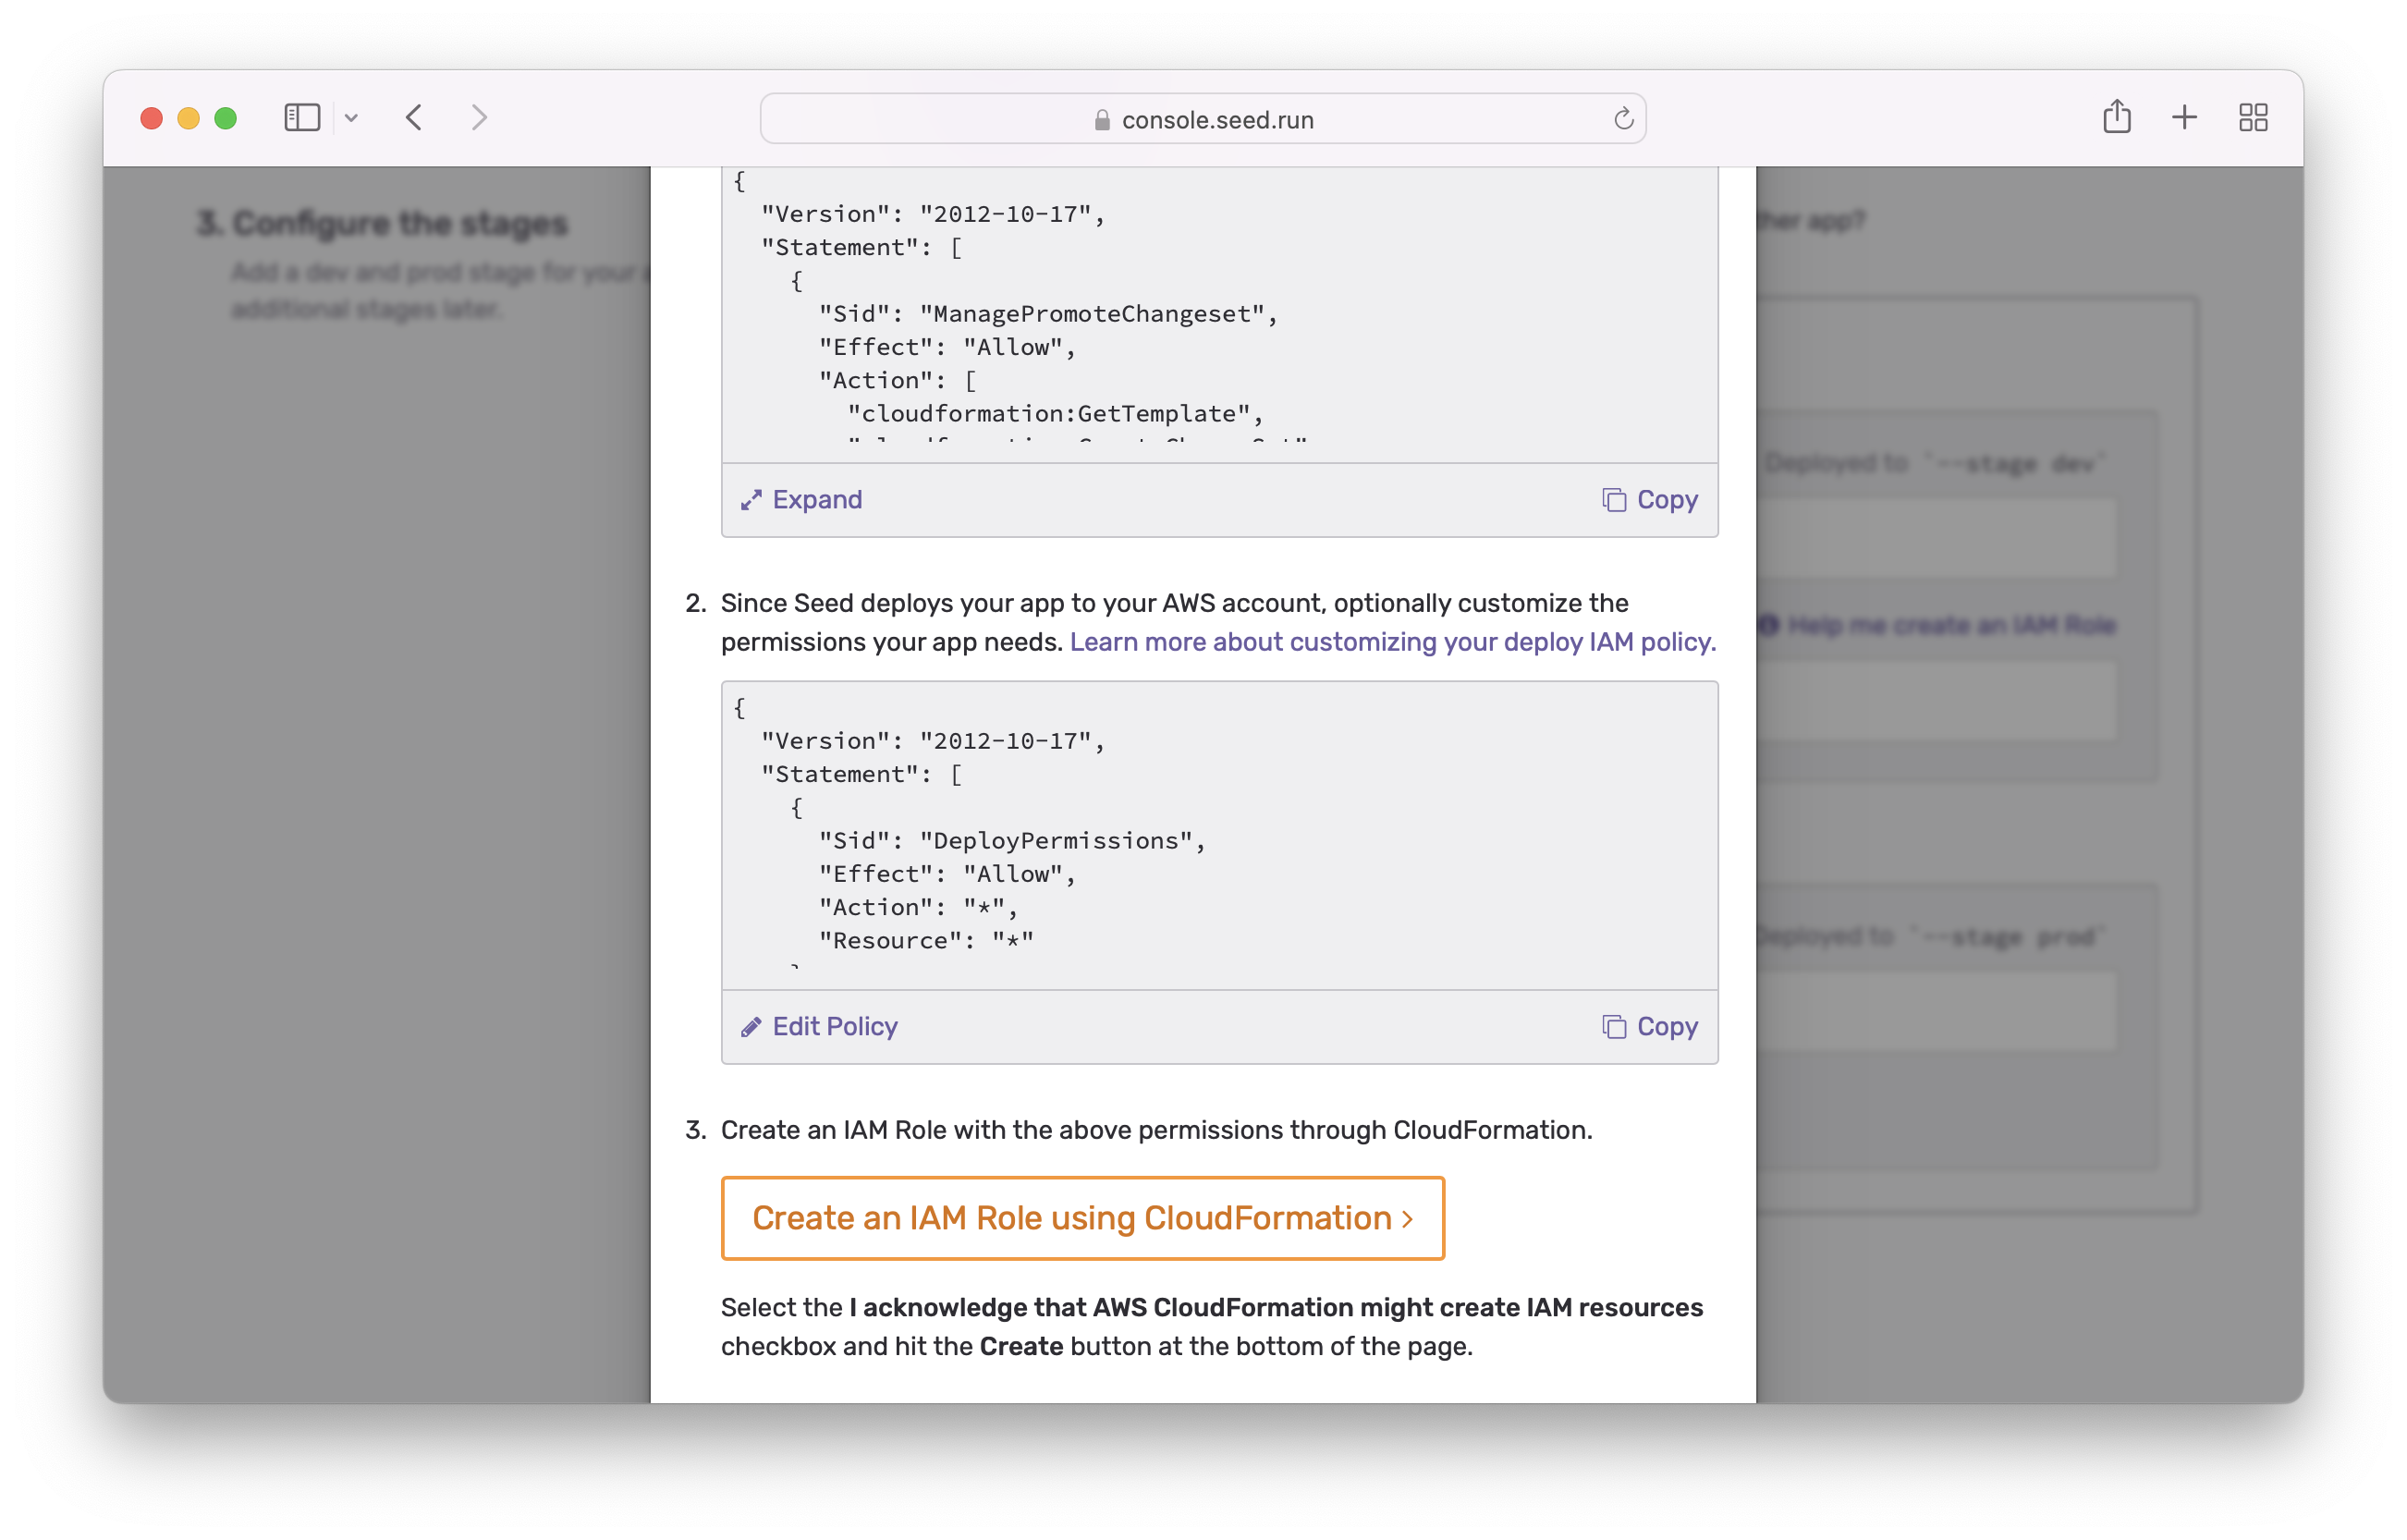 console.seed.run
3. Configure the stages
Add a dev and prod stage for your
additional stages later.
{
"Version": "2012-10-17",
"Statement": [
{
"Sid": "ManagePromoteChangeset",
"Effect": "Allow",
"Action": [
"cloudformation:GetTemplate",
Expand
Copy
2. Since Seed deploys your app to your AWS account, optionally customize the
permissions your app needs. Learn more about customizing your deploy IAM policy.
{
"Version": "2012-10-17",
"Statement": [
{
"Sid": "DeployPermissions",
"Effect": "Allow",
"Action": "*",
"Resource": "*"
Edit Policy
Copy
3. Create an IAM Role with the above permissions through CloudFormation.
Create an IAM Role using CloudFormation ›
Select the I acknowledge that AWS CloudFormation might create IAM resources
checkbox and hit the Create button at the bottom of the page.
app?
Deployed to `--stage dev`
Help me create an IAM Role
Deployed to `--stage prod`